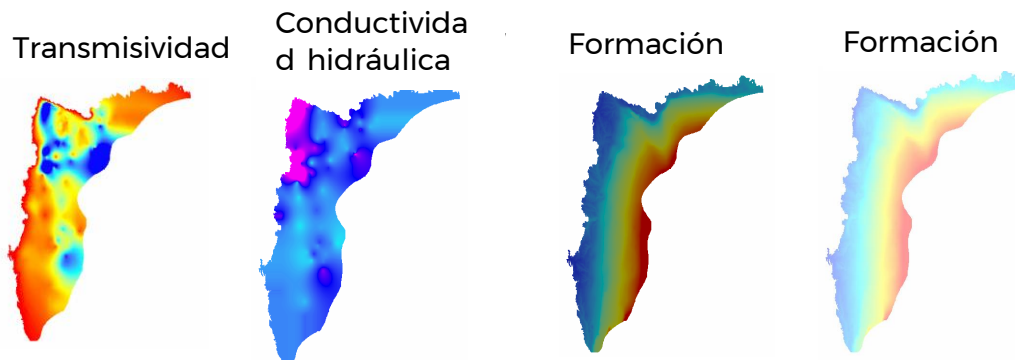 Transmisividad
Conductivida
d hidráulica
Formación
Formación